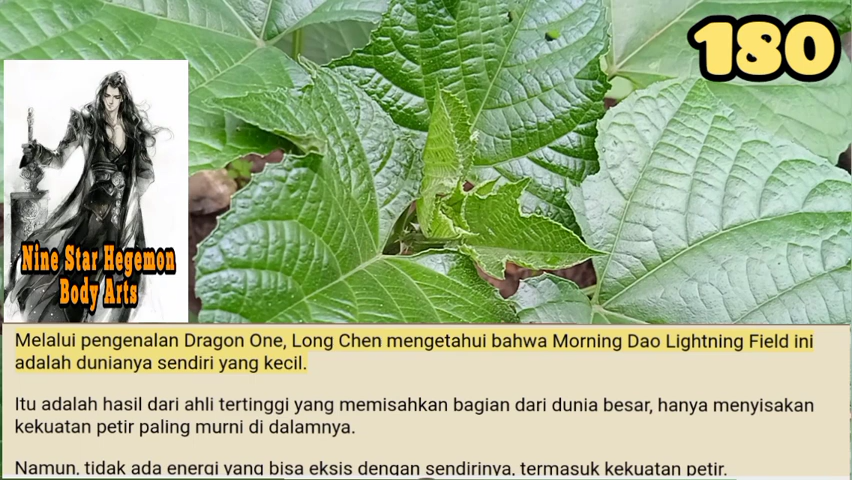 180
Nine Star Hegemon
Body Arts
Melalui pengenalan Dragon One, Long Chen mengetahui bahwa Morning Dao Lightning Field ini
adalah dunianya sendiri yang kecil.
Itu adalah hasil dari ahli tertinggi yang memisahkan bagian dari dunia besar, hanya menyisakan
kekuatan petir paling murni di dalamnya.
Namun, tidak ada energi yang bisa eksis dengan sendirinya, termasuk kekuatan petir.